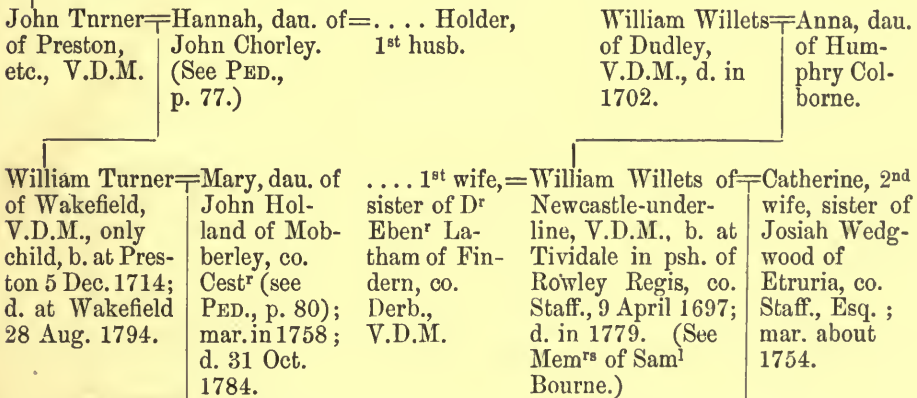 John Turner=
of Preston,
etc., V.D.M.
Hannah, dau. of=
John Chorley.
(See PED.,
p. 77.)
.... Holder,
1st husb.
William Willets=
of Dudley,
V.D.M., d. in
1702.
Anna, dau.
of Hum-
phry Col-
borne.
William Turner=
of Wakefield,
V.D.M., only
child, b. at Pres-
ton 5 Dec. 1714;
d. at Wakefield
28 Aug. 1794.
Mary, dau. of
John Hol-
land of Mob-
berley, co.
Cestr (see
PED., p. 80);
mar. in 1758;
d. 31 Oct.
1784.
.... 1st wife,=
sister of Dr
Ebenr La-
tham of Fin-
dern, co.
Derb.,
V.D.M.
William Willets of=
Newcastle-under-
line, V.D.M., b. at
Tividale in psh. of
Rowley Regis, co.
Staff., 9 April 1697;
d. in 1779. (See
Memrs of Saml
Bourne.)
Catherine, 2nd
wife, sister of
Josiah Wedg-
wood of
Etruria, co.
Staff., Esq.;
mar. about
1754.